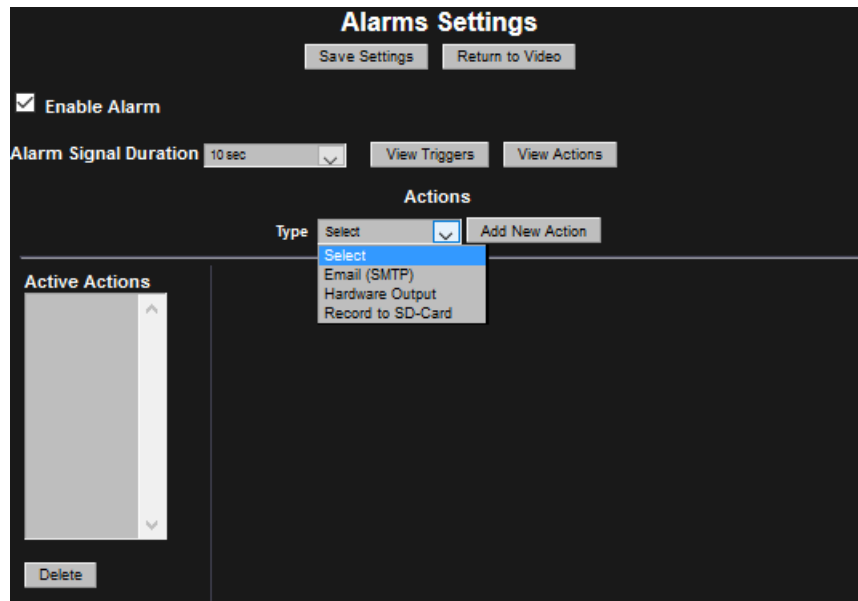 Alarms Settings
Save Settings Return to Video
Enable Alarm
Alarm Signal Duration 10 sec View Triggers View Actions
Actions
Type Select Add New Action
Select
Email (SMTP)
Hardware Output
Record to SD-Card
Active Actions
Delete